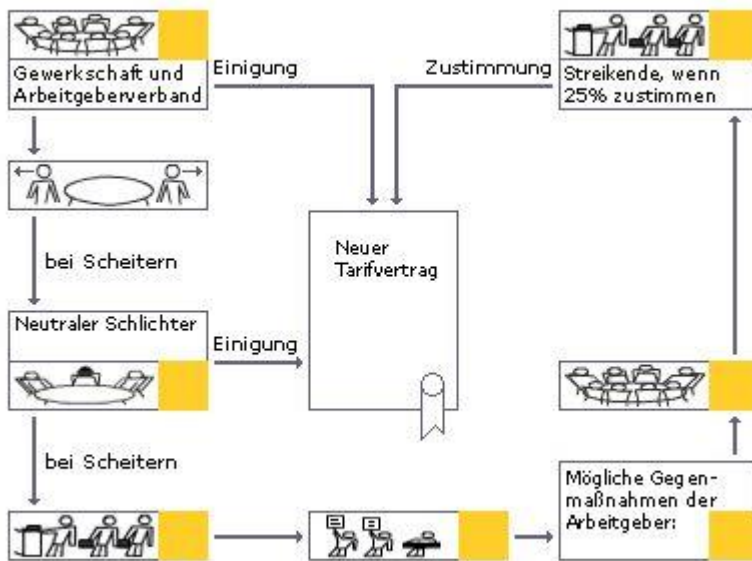 Gewerkschaft und
Arbeitgeberverband
Einigung
Zustimmung
Streikende, wenn
25% zustimmen
bei Scheitern
Neuer
Tarifvertrag
Neutraler Schlichter
Einigung
bei Scheitern
Mögliche Gegen-
maßnahmen der
Arbeitgeber: